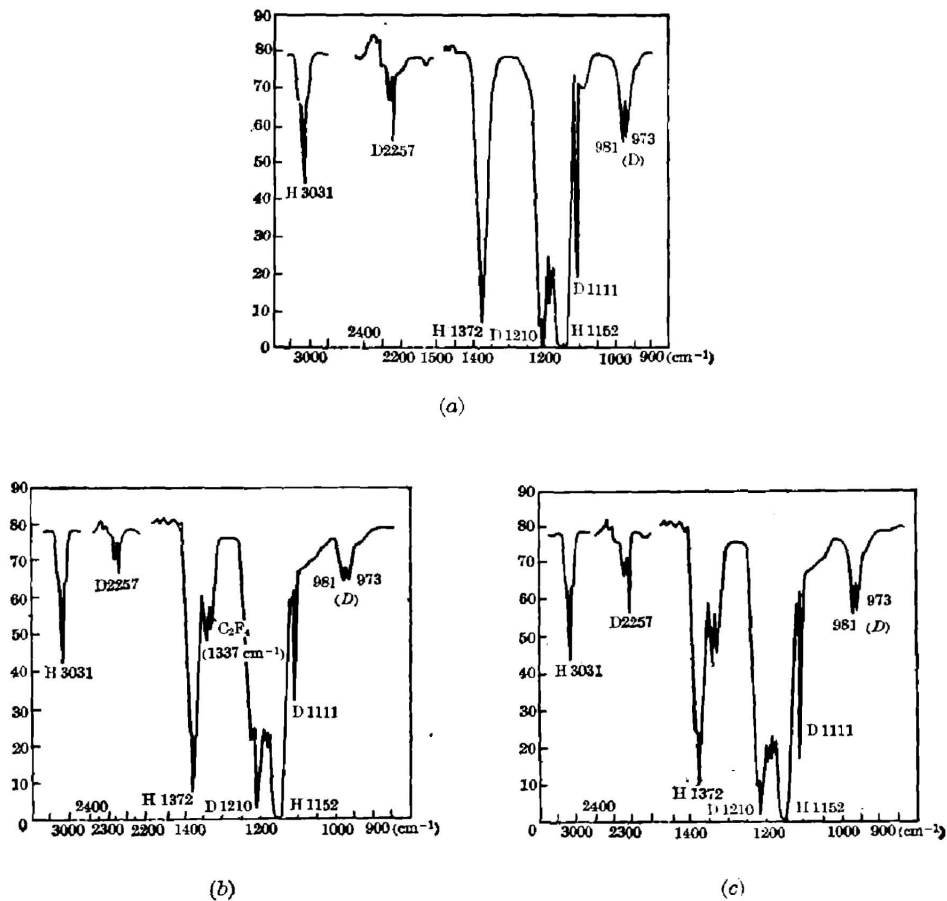 90
80
70
60
50
40
30
20
10
0
H 3031
D2257
981
973
(D)
D 1111
2400
H 1372
D 1210
H 1152
3000
2200
1500
1400
1200
1000
900(cm⁻¹)
(a)
90
80
70
60
50
40
30
20
10
0
D2257
981
973
(D)
C₂F₄
(1337 cm⁻¹)
H 3031
D 1111
2400
H 1372
D 1210
H 1152
3000
2300
2200
1400
1200
900(cm⁻¹)
(b)
90
80
70
60
50
40
30
20
10
0
D2257
973
981
(D)
H 3031
D 1111
2400
H 1372
D 1210
H 1152
3000
2300
1400
1200
1000
900(cm⁻¹)
(c)